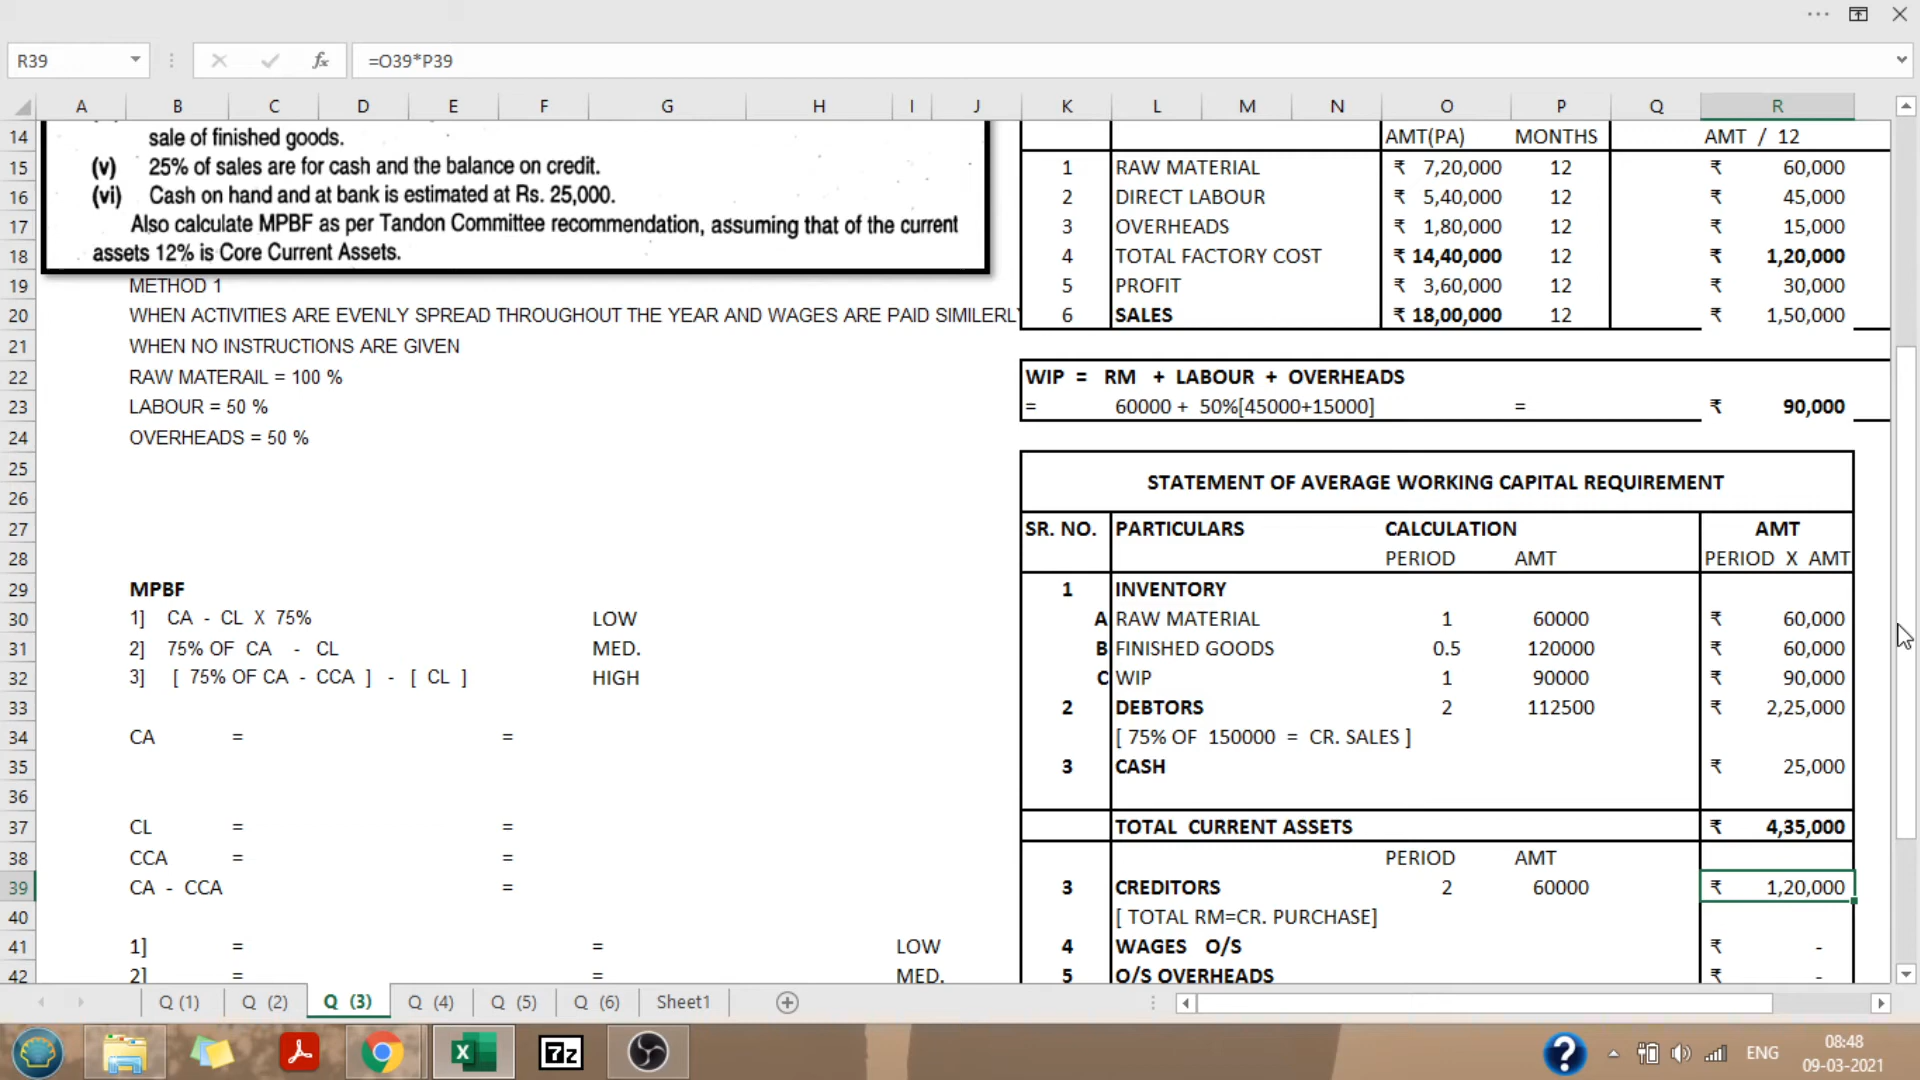 R39
fx
=O39*P39
A B C D E F G H I J K L M N O P Q R
14 sale of finished goods. AMT(PA) MONTHS AMT / 12
15 (v) 25% of sales are for cash and the balance on credit. 1 RAW MATERIAL ₹ 7,20,000 12 ₹ 60,000
16 (vi) Cash on hand and at bank is estimated at Rs. 25,000. 2 DIRECT LABOUR ₹ 5,40,000 12 ₹ 45,000
17 Also calculate MPBF as per Tandon Committee recommendation, assuming that of the current 3 OVERHEADS ₹ 1,80,000 12 ₹ 15,000
18 assets 12% is Core Current Assets. 4 TOTAL FACTORY COST ₹ 14,40,000 12 ₹ 1,20,000
19 METHOD 1 5 PROFIT ₹ 3,60,000 12 ₹ 30,000
20 WHEN ACTIVITIES ARE EVENLY SPREAD THROUGHOUT THE YEAR AND WAGES ARE PAID SIMILERLY 6 SALES ₹ 18,00,000 12 ₹ 1,50,000
21 WHEN NO INSTRUCTIONS ARE GIVEN
22 RAW MATERAIL = 100 % WIP = RM + LABOUR + OVERHEADS
23 LABOUR = 50 % = 60000 + 50%[45000+15000] = ₹ 90,000
24 OVERHEADS = 50 %
25
STATEMENT OF AVERAGE WORKING CAPITAL REQUIREMENT
26
27 SR. NO. PARTICULARS CALCULATION AMT
28 PERIOD AMT PERIOD X AMT
29 MPBF 1 INVENTORY
30 1] CA - CL X 75% LOW A RAW MATERIAL 1 60000 ₹ 60,000
31 2] 75% OF CA - CL MED. B FINISHED GOODS 0.5 120000 ₹ 60,000
32 3] [ 75% OF CA - CCA ] - [ CL ] HIGH C WIP 1 90000 ₹ 90,000
33 2 DEBTORS 2 112500 ₹ 2,25,000
34 CA = = [ 75% OF 150000 = CR. SALES ]
35 3 CASH ₹ 25,000
36
37 CL = = TOTAL CURRENT ASSETS ₹ 4,35,000
38 CCA = = PERIOD AMT
39 CA - CCA = 3 CREDITORS 2 60000 ₹ 1,20,000
40 [ TOTAL RM=CR. PURCHASE]
41 1] = = LOW 4 WAGES O/S ₹ -
42 2] = = MED. 5 O/S OVERHEADS ₹ -
Q (1) Q (2) Q (3) Q (4) Q (5) Q (6) Sheet1
7z ENG 08:48
09-03-2021